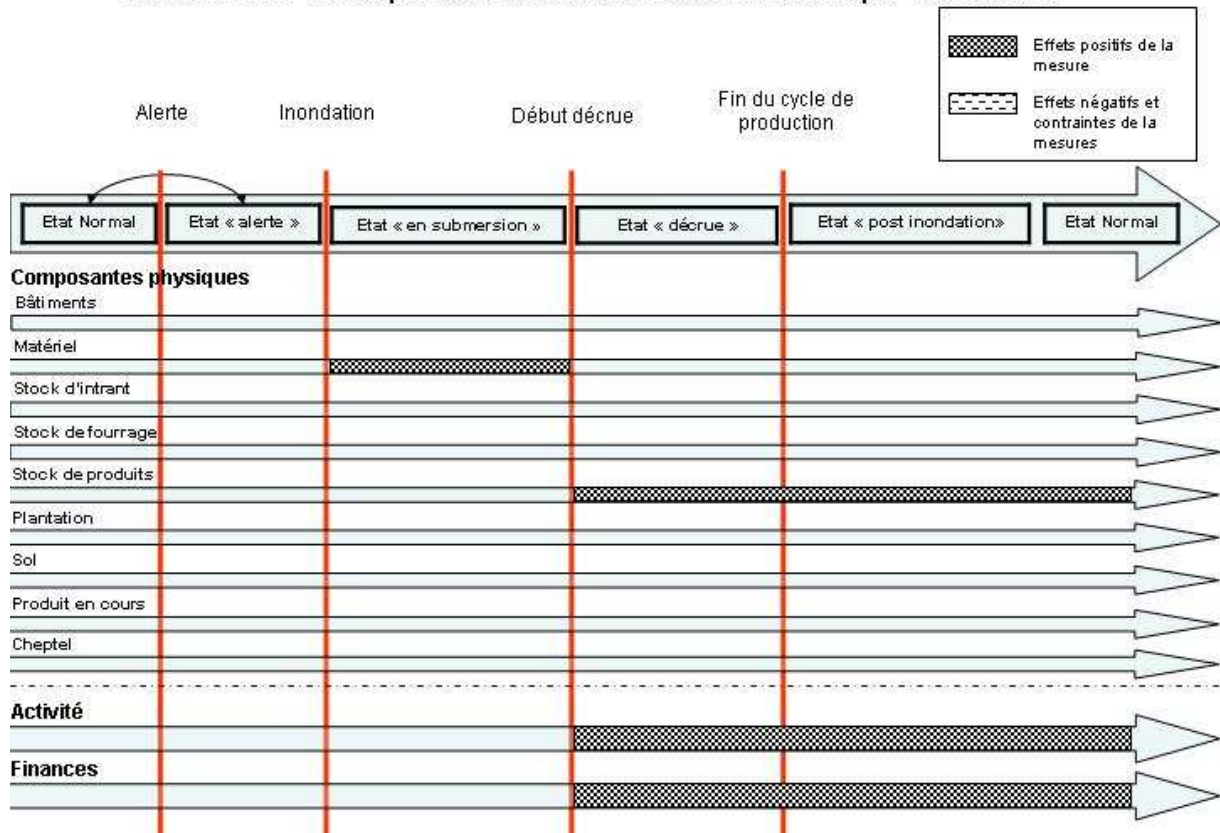 Effets positifs de la
mesure
Effets négatifs et
contraintes de la
mesures
Alerte
Inondation
Début décrue
Fin du cycle de
production
Etat Normal
Etat « alerte »
Etat « en submersion »
Etat « décrue »
Etat « post inondation»
Etat Normal
Composantes physiques
Bâtiments
Matériel
Stock d'intrant
Stock de fourrage
Stock de produits
Plantation
Sol
Produit en cours
Cheptel
Activité
Finances